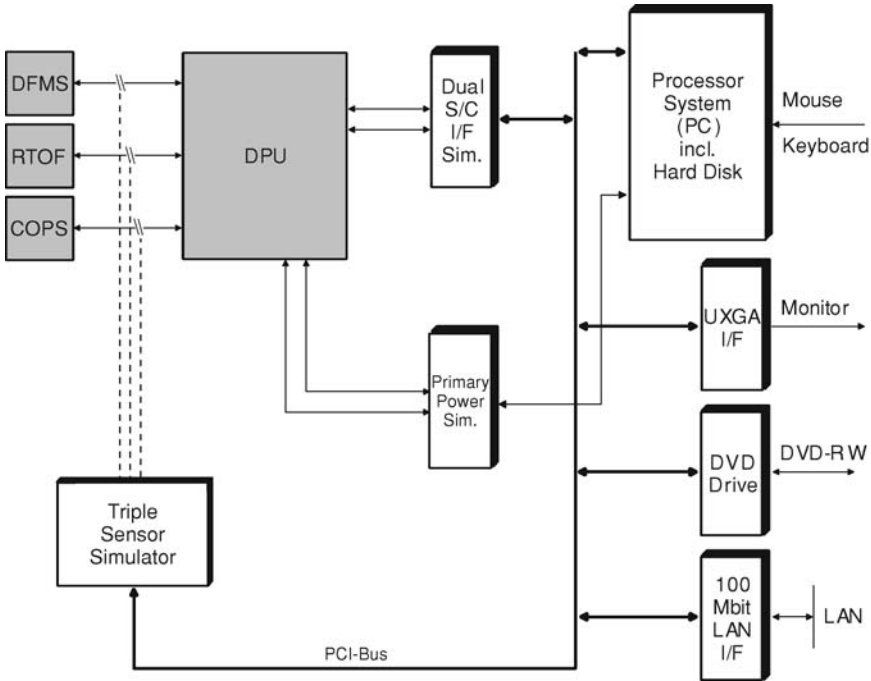 DFMS
RTOF
COPS
DPU
Dual
S/C
I/F
Sim.
Processor
System
(PC)
incl.
Hard Disk
Mouse
Keyboard
UXGA
I/F
Monitor
Primary
Power
Sim.
DVD
Drive
DVD-RW
Triple
Sensor
Simulator
100
Mbit
LAN
I/F
LAN
PCI-Bus